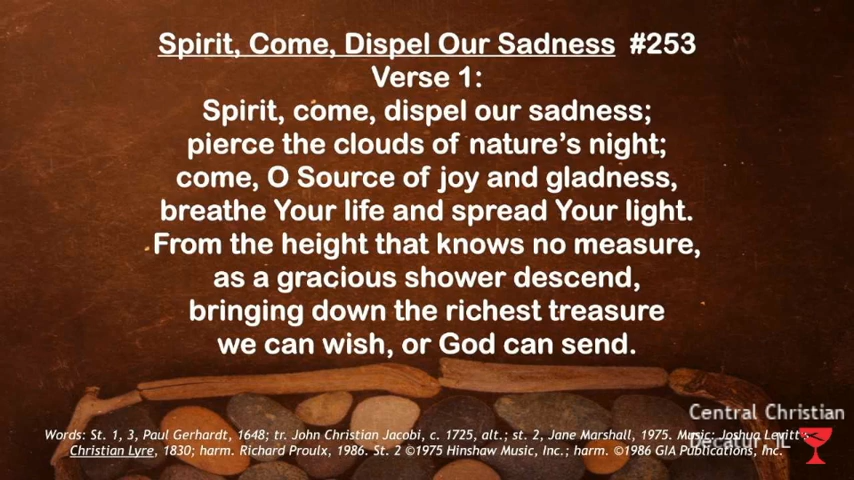 Spirit, Come, Dispel Our Sadness #253
Verse 1:
Spirit, come, dispel our sadness;
pierce the clouds of nature's night;
come, O Source of joy and gladness,
breathe Your life and spread Your light.
From the height that knows no measure,
as a gracious shower descend,
bringing down the richest treasure
we can wish, or God can send.
Central Christian
Decatur, IL
Words: St. 1, 3, Paul Gerhardt, 1648; tr. John Christian Jacobi, c. 1725, alt.; st. 2, Jane Marshall, 1975. Music: Joshua Levitt's
Christian Lyre, 1830; harm. Richard Proulx, 1986. St. 2 ©1975 Hinshaw Music, Inc.; harm. ©1986 GIA Publications, Inc.